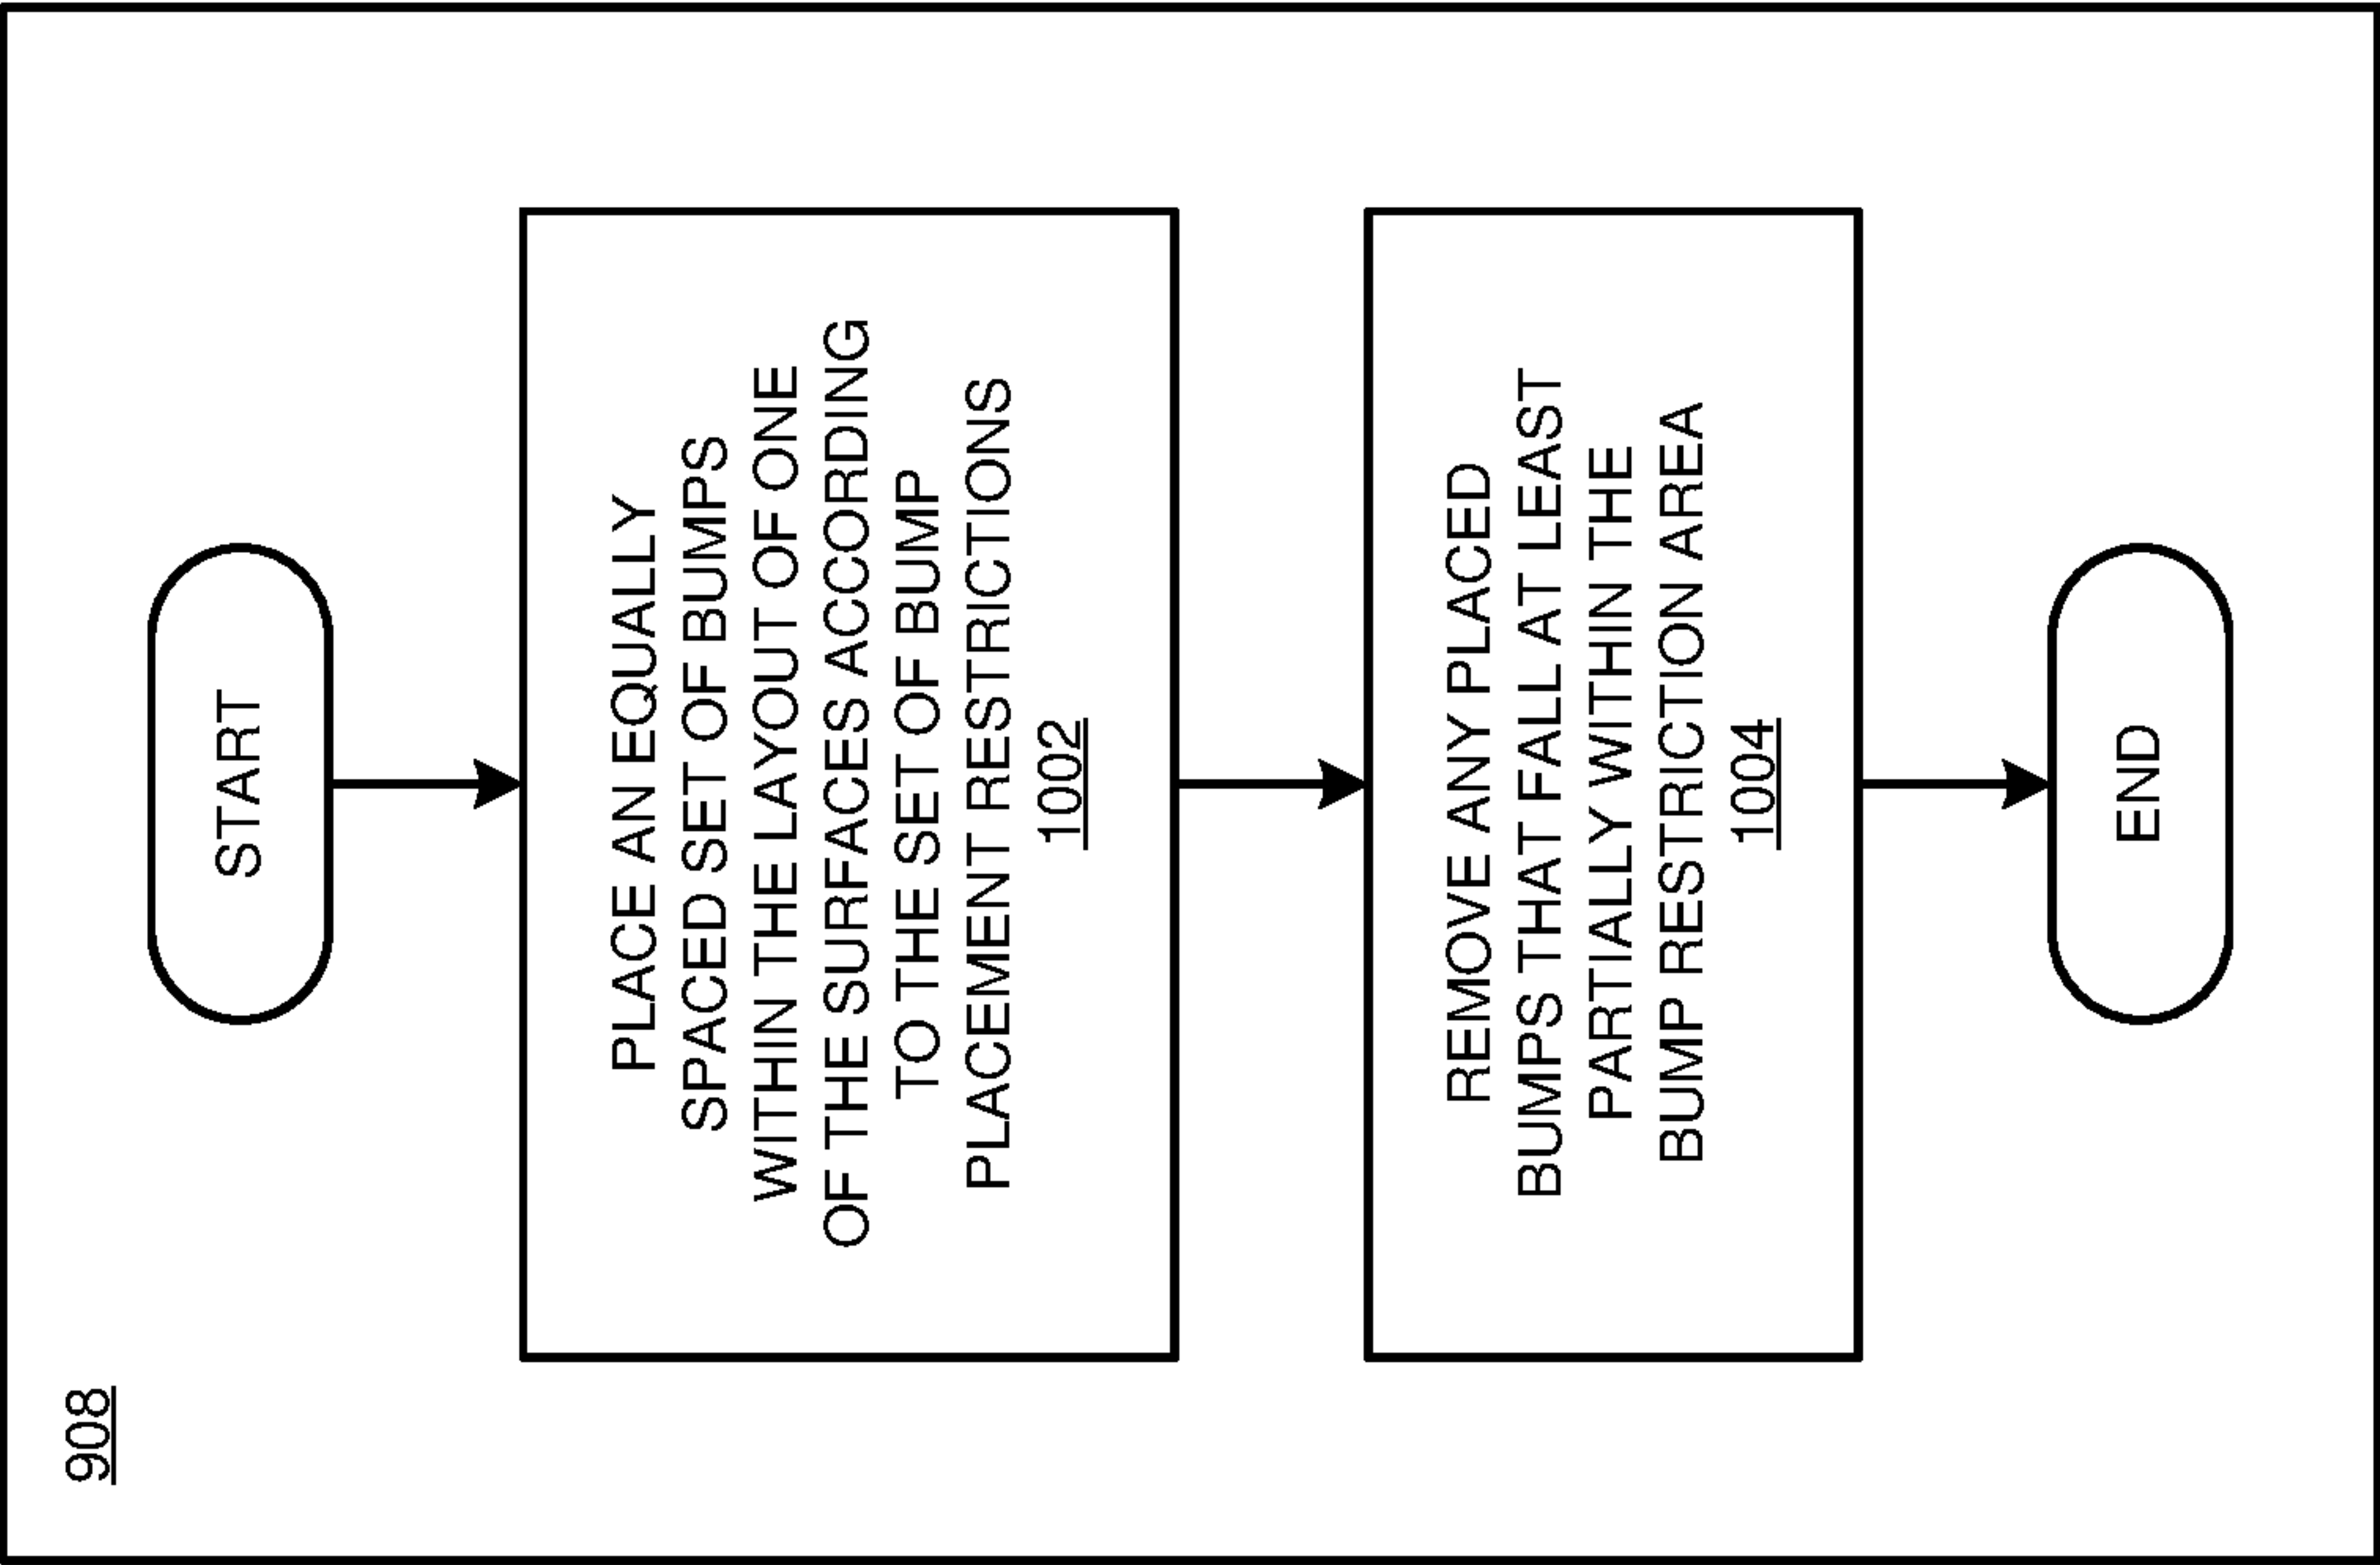 908
START
PLACE AN EQUALLY
SPACED SET OF BUMPS
WITHIN THE LAYOUT OF ONE
OF THE SURFACES ACCORDING
TO THE SET OF BUMP
PLACEMENT RESTRICTIONS
1002
REMOVE ANY PLACED
BUMPS THAT FALL AT LEAST
PARTIALLY WITHIN THE
BUMP RESTRICTION AREA
1004
END